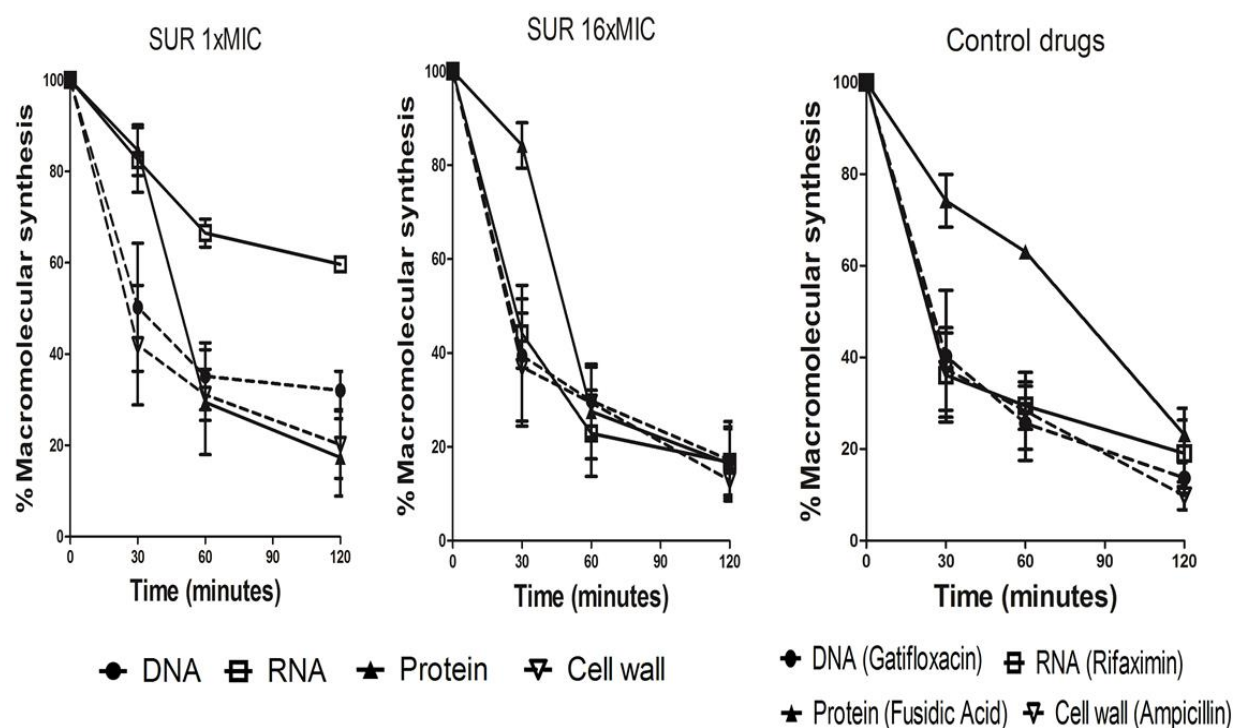 SUR 1xMIC
SUR 16xMIC
Control drugs
% Macromolecular synthesis
100
80
60
40
20
0
0 30 60 90 120
Time (minutes)
% Macromolecular synthesis
100
80
60
40
20
0
0 30 60 90 120
Time (minutes)
% Macromolecular synthesis
100
80
60
40
20
0
0 30 60 90 120
Time (minutes)
DNA RNA Protein Cell wall
DNA (Gatifloxacin) RNA (Rifaximin)
Protein (Fusidic Acid) Cell wall (Ampicillin)